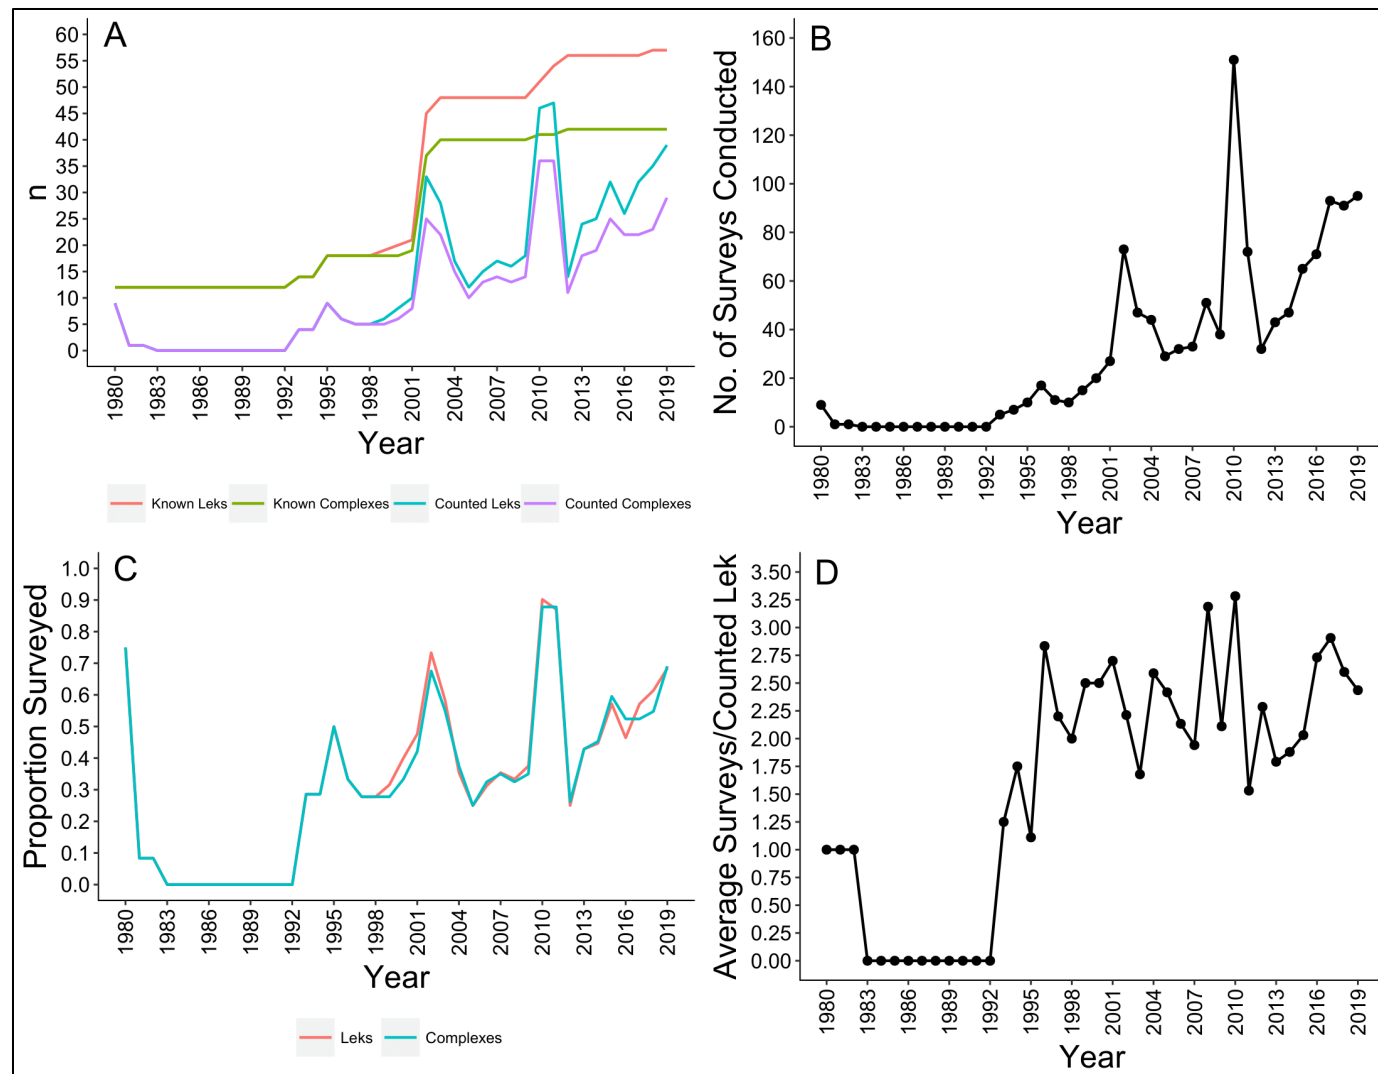 A
n
60
55
50
45
40
35
30
25
20
15
10
5
0
1980 1983 1986 1989 1992 1995 1998 2001 2004 2007 2010 2013 2016 2019
Year
Known Leks Known Complexes Counted Leks Counted Complexes
B
No. of Surveys Conducted
160
140
120
100
80
60
40
20
0
1980 1983 1986 1989 1992 1995 1998 2001 2004 2007 2010 2013 2016 2019
Year
C
Proportion Surveyed
1.0
0.9
0.8
0.7
0.6
0.5
0.4
0.3
0.2
0.1
0.0
1980 1983 1986 1989 1992 1995 1998 2001 2004 2007 2010 2013 2016 2019
Year
Leks Complexes
D
Average Surveys/Counted Lek
3.50
3.25
3.00
2.75
2.50
2.25
2.00
1.75
1.50
1.25
1.00
0.75
0.50
0.25
0.00
1980 1983 1986 1989 1992 1995 1998 2001 2004 2007 2010 2013 2016 2019
Year